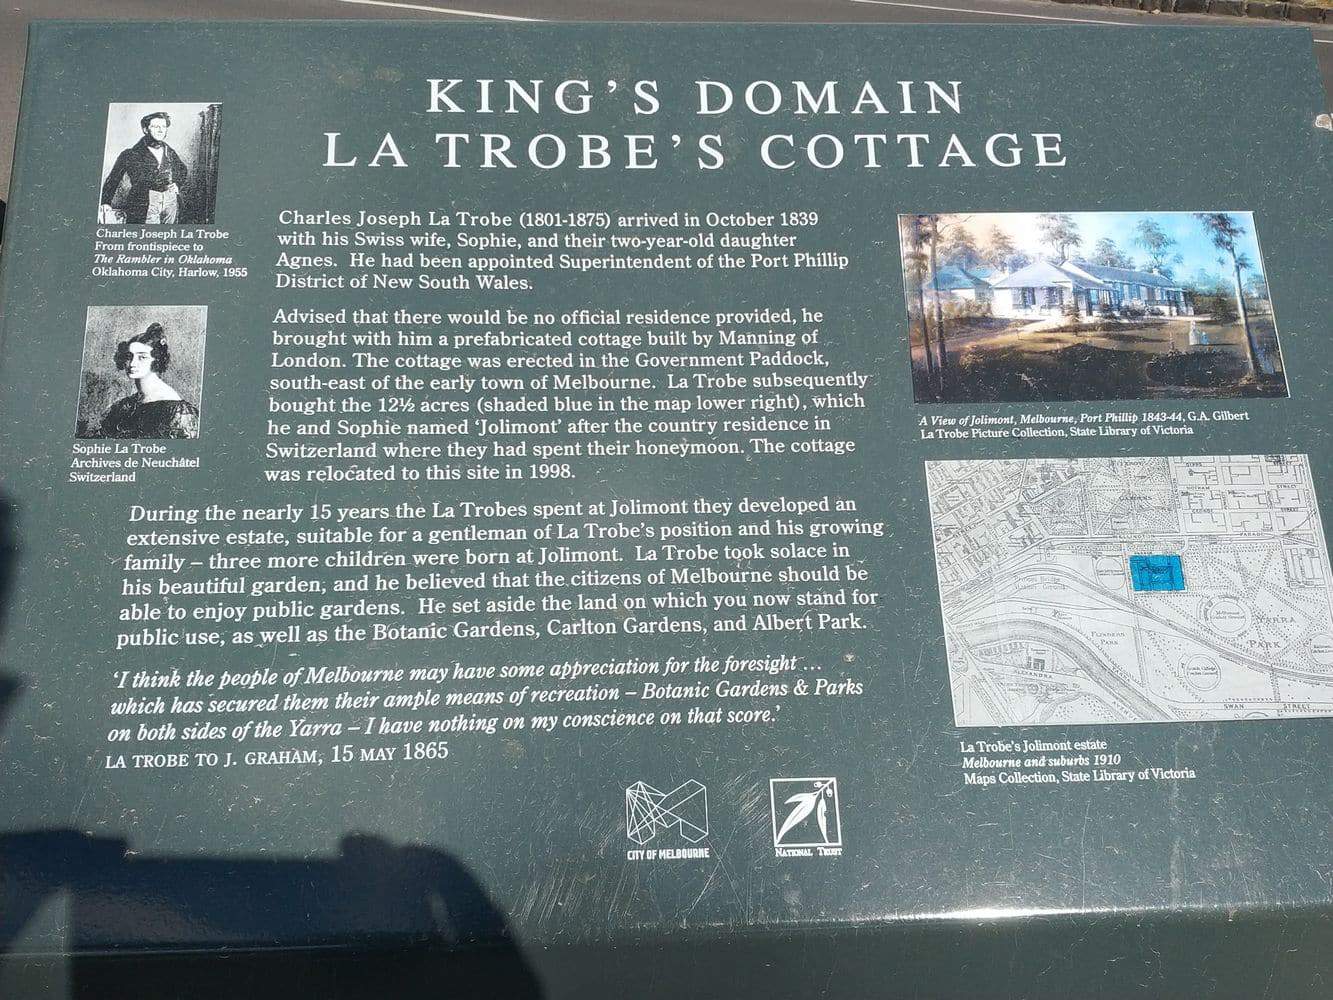 KING'S DOMAIN
LA TROBE'S COTTAGE
Charles Joseph La Trobe
From frontispiece to
The Rambler in Oklahoma
Oklahoma City, Harlow, 1955
Sophie La Trobe
Archives de Neuchâtel
Switzerland
Charles Joseph La Trobe (1801-1875) arrived in October 1839
with his Swiss wife, Sophie, and their two-year-old daughter
Agnes. He had been appointed Superintendent of the Port Phillip
District of New South Wales.
Advised that there would be no official residence provided, he
brought with him a prefabricated cottage built by Manning of
London. The cottage was erected in the Government Paddock,
south-east of the early town of Melbourne. La Trobe subsequently
bought the 12½ acres (shaded blue in the map lower right), which
he and Sophie named 'Jolimont' after the country residence in
Switzerland where they had spent their honeymoon. The cottage
was relocated to this site in 1998.
During the nearly 15 years the La Trobes spent at Jolimont they developed an
extensive estate, suitable for a gentleman of La Trobe's position and his growing
family – three more children were born at Jolimont. La Trobe took solace in
his beautiful garden, and he believed that the citizens of Melbourne should be
able to enjoy public gardens. He set aside the land on which you now stand for
public use, as well as the Botanic Gardens, Carlton Gardens, and Albert Park.
'I think the people of Melbourne may have some appreciation for the foresight ...
which has secured them their ample means of recreation – Botanic Gardens & Parks
on both sides of the Yarra – I have nothing on my conscience on that score.'
LA TROBE TO J. GRAHAM, 15 MAY 1865
A View of Jolimont, Melbourne, Port Phillip 1843-44, G.A. Gilbert
La Trobe Picture Collection, State Library of Victoria
GARDENS
STREET
STREET
PARADE
FLINDERS
PARK
YARRA
PARK
ALEXANDRA
AVENUE
SWAN STREET
La Trobe's Jolimont estate
Melbourne and suburbs 1910
Maps Collection, State Library of Victoria
CITY OF MELBOURNE
NATIONAL TRUST